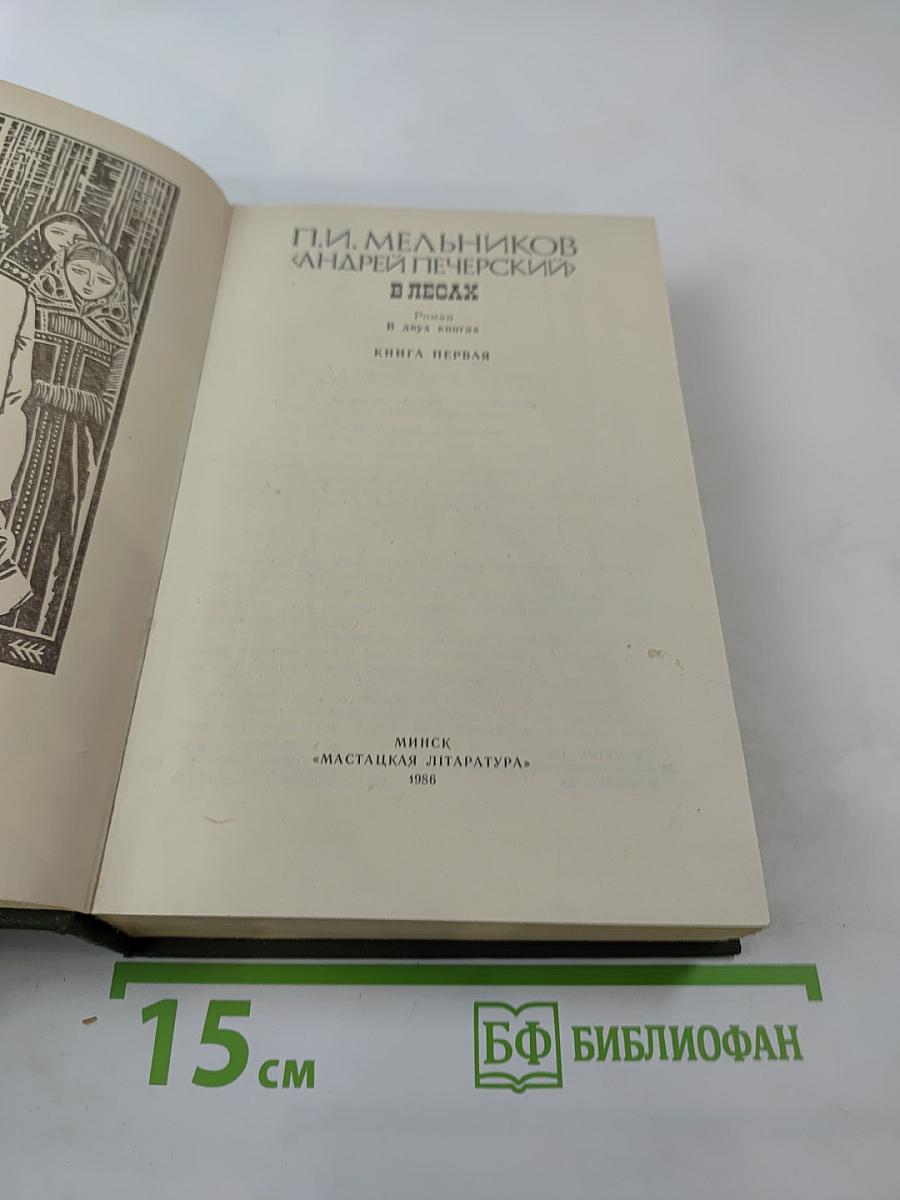 П.И. МЕЛЬНИКОВ
‹АНДРЕЙ ПЕЧЕРСКИЙ›
В ЛЕСАХ
Роман
В двух книгах
КНИГА ПЕРВАЯ
МИНСК
«МАСТАЦКАЯ ЛІТАРАТУРА»
1986
15 см
БФ БИБЛИОФАН